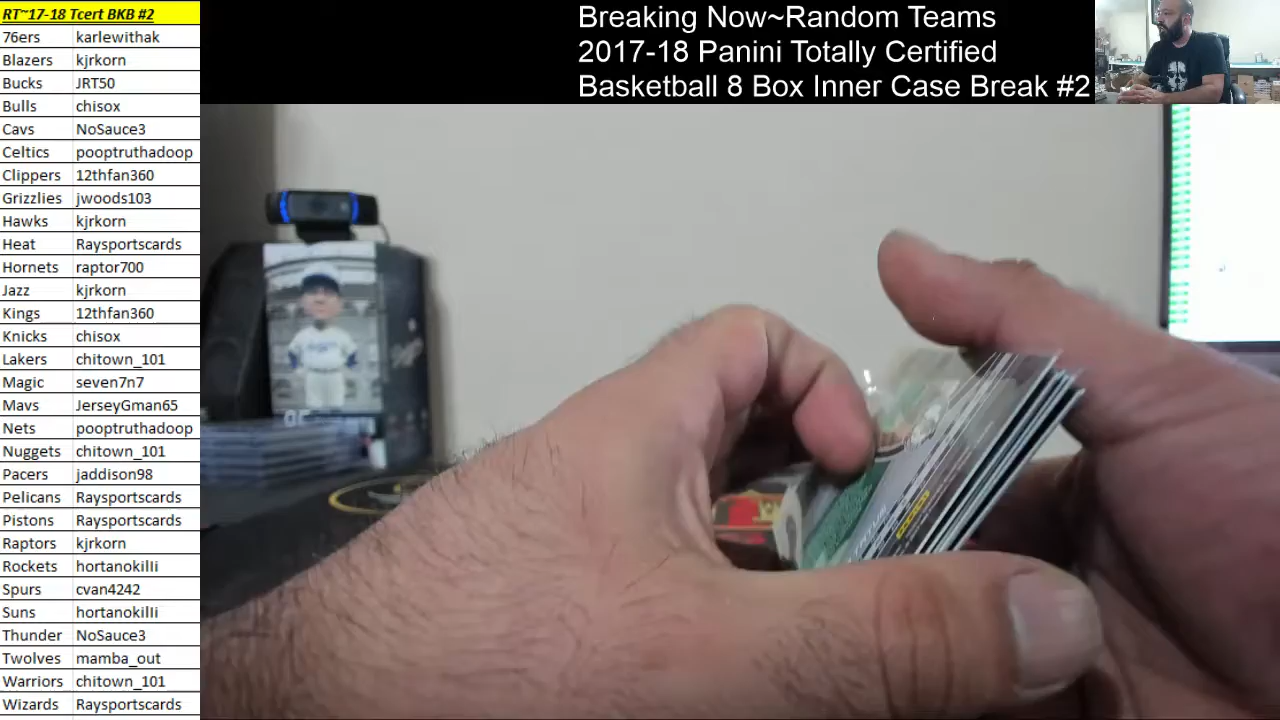 RT~17-18 Tcert BKB #2
76ers karlewithak
Blazers kjrkorn
Bucks JRT50
Bulls chisox
Cavs NoSauce3
Celtics pooptruthadoop
Clippers 12thfan360
Grizzlies jwoods103
Hawks kjrkorn
Heat Raysportscards
Hornets raptor700
Jazz kjrkorn
Kings 12thfan360
Knicks chisox
Lakers chitown_101
Magic seven7n7
Mavs JerseyGman65
Nets pooptruthadoop
Nuggets chitown_101
Pacers jaddison98
Pelicans Raysportscards
Pistons Raysportscards
Raptors kjrkorn
Rockets hortanokilli
Spurs cvan4242
Suns hortanokilli
Thunder NoSauce3
Twolves mamba_out
Warriors chitown_101
Wizards Raysportscards
Breaking Now~Random Teams
2017-18 Panini Totally Certified
Basketball 8 Box Inner Case Break #2